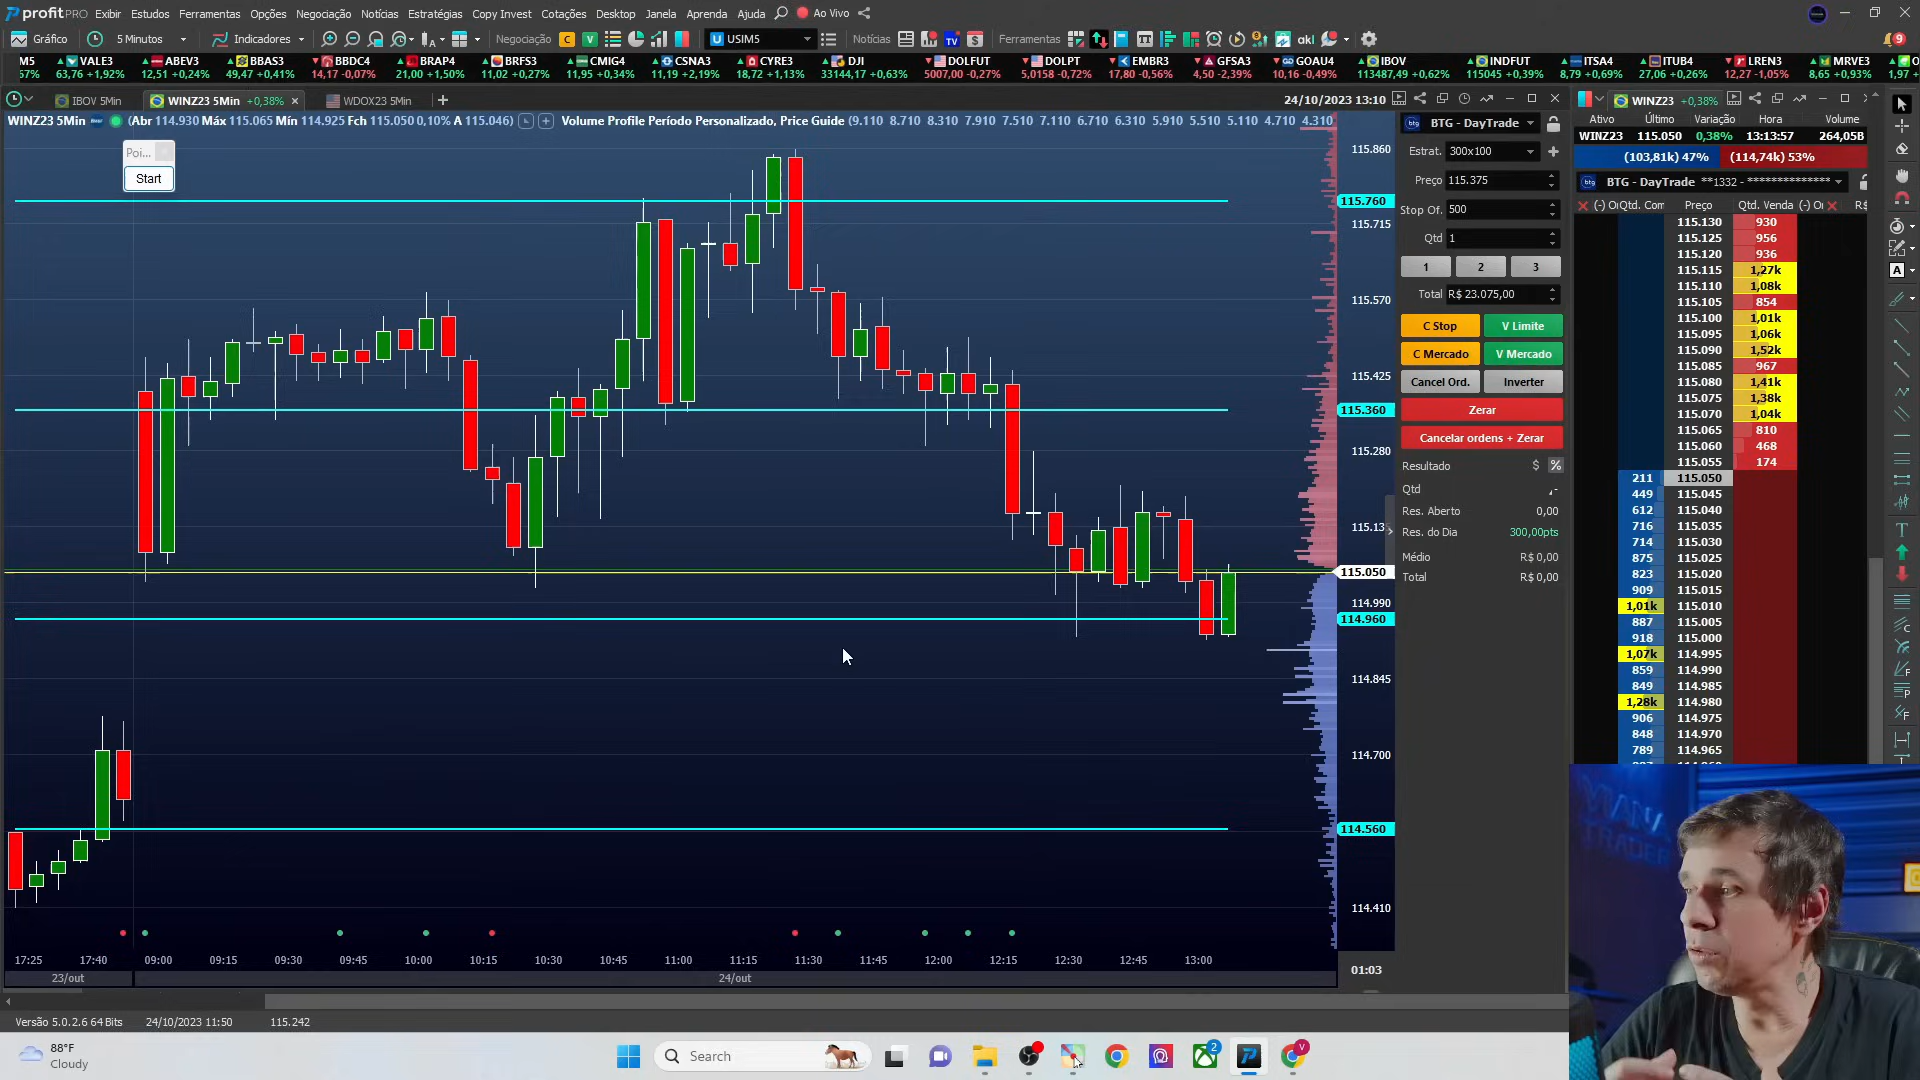 profitPRO Exibir Estudos Ferramentas Opções Negociação Notícias Estratégias Copy Invest Cotações Desktop Janela Aprenda Ajuda Ao Vivo
Gráfico 5 Minutos Indicadores Negociação C V USIM5 Notícias TV Ferramentas akl 9
M5 VALE3 ABEV3 BBAS3 BBDC4 BRAP4 BRFS3 CMIG4 CSNA3 CYRE3 DJI DOLFUT DOLPT EMBR3 GFSA3 GOAU4 IBOV INDFUT ITSA4 ITUB4 LREN3 MRVE3
57% 63,76 +1,92% 12,51 +0,24% 49,47 +0,41% 14,17 -0,07% 21,00 +1,50% 11,02 +0,27% 11,95 +0,34% 11,19 +2,19% 18,72 +1,13% 33144,17 +0,63% 5007,00 -0,27% 5,0158 -0,72% 17,80 -0,56% 4,50 -2,39% 10,16 -0,49% 113487,49 +0,62% 115045 +0,39% 8,79 +0,69% 27,06 +0,26% 12,27 -1,05% 8,65 +0,93% 1,97
IBOV 5Min WINZ23 5Min +0,38% WDOX23 5Min 24/10/2023 13:10
WINZ23 5Min (Abr 114.930 Máx 115.065 Mín 114.925 Fch 115.050 0,10% A 115.046) Volume Profile Período Personalizado, Price Guide (9.110 8.710 8.310 7.910 7.510 7.110 6.710 6.310 5.910 5.510 5.110 4.710 4.310
Poi...
Start
115.860
115.760
115.715
115.570
115.425
115.360
115.280
115.135
115.050
114.990
114.960
114.845
114.700
114.560
114.410
17:25 17:40 09:00 09:15 09:30 09:45 10:00 10:15 10:30 10:45 11:00 11:15 11:30 11:45 12:00 12:15 12:30 12:45 13:00
01:03
23/out 24/out
BTG - DayTrade
Estrat. 300x100
Preço 115.375
Stop Of. 500
Qtd 1
1 2 3
Total R$ 23.075,00
C Stop V Limite
C Mercado V Mercado
Cancel Ord. Inverter
Zerar
Cancelar ordens + Zerar
Resultado $ %
Qtd -
Res. Aberto 0,00
Res. do Dia 300,00pts
Médio R$ 0,00
Total R$ 0,00
WINZ23 +0,38%
Ativo Último Variação Hora Volume
WINZ23 115.050 0,38% 13:13:57 264,05B
(103,81k) 47% (114,74k) 53%
BTG - DayTrade **1332 - ***************
Qtd. Com Preço Qtd. Venda
115.130 930
115.125 956
115.120 936
115.115 1,27k
115.110 1,08k
115.105 854
115.100 1,01k
115.095 1,06k
115.090 1,52k
115.085 967
115.080 1,41k
115.075 1,38k
115.070 1,04k
115.065 810
115.060 468
115.055 174
211 115.050
449 115.045
612 115.040
716 115.035
714 115.030
875 115.025
823 115.020
909 115.015
1,01k 115.010
887 115.005
918 115.000
1,07k 114.995
859 114.990
849 114.985
1,28k 114.980
906 114.975
848 114.970
789 114.965
VIANA
TRADER
Versão 5.0.2.6 64 Bits 24/10/2023 11:50 115.242
88°F
Cloudy
Search
2
V